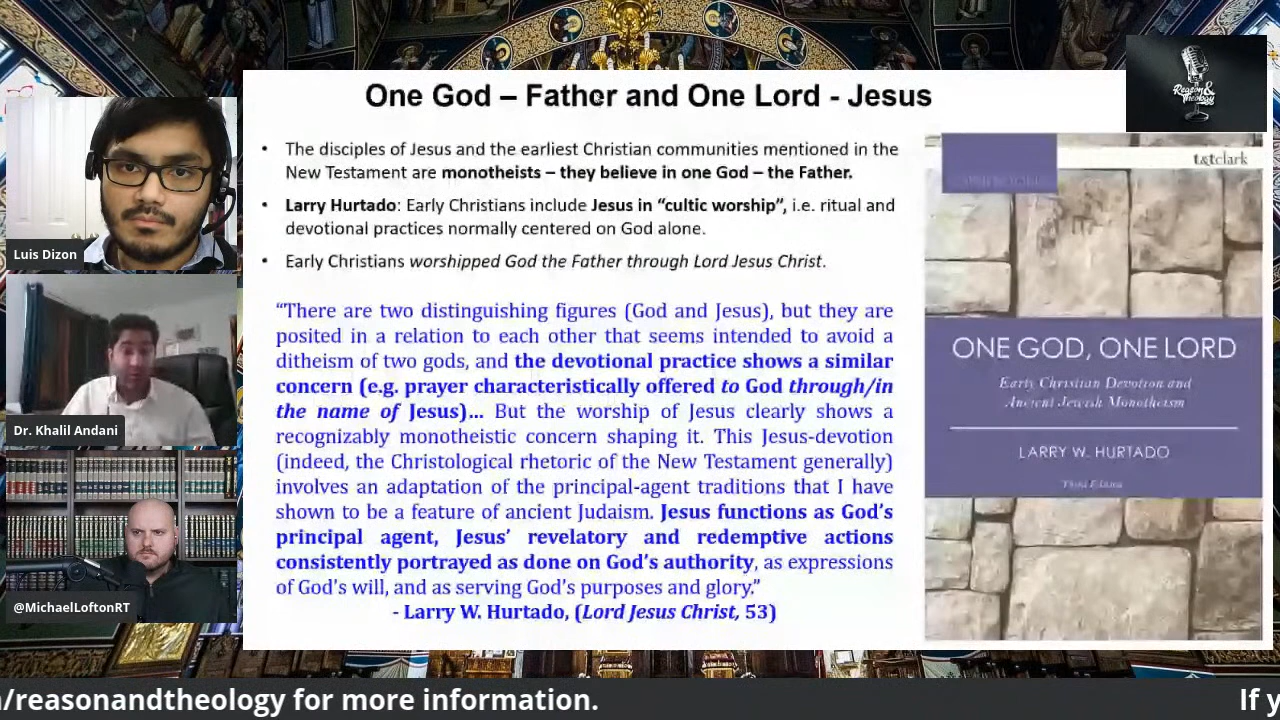 One God – Father and One Lord - Jesus
• The disciples of Jesus and the earliest Christian communities mentioned in the
New Testament are monotheists – they believe in one God – the Father.
• Larry Hurtado: Early Christians include Jesus in “cultic worship”, i.e. ritual and
devotional practices normally centered on God alone.
• Early Christians worshipped God the Father through Lord Jesus Christ.
“There are two distinguishing figures (God and Jesus), but they are
posited in a relation to each other that seems intended to avoid a
ditheism of two gods, and the devotional practice shows a similar
concern (e.g. prayer characteristically offered to God through/in
the name of Jesus)... But the worship of Jesus clearly shows a
recognizably monotheistic concern shaping it. This Jesus-devotion
(indeed, the Christological rhetoric of the New Testament generally)
involves an adaptation of the principal-agent traditions that I have
shown to be a feature of ancient Judaism. Jesus functions as God’s
principal agent, Jesus’ revelatory and redemptive actions
consistently portrayed as done on God’s authority, as expressions
of God’s will, and as serving God’s purposes and glory.”
- Larry W. Hurtado, (Lord Jesus Christ, 53)
Reason &
Theology
t&tclark
ONE GOD, ONE LORD
Early Christian Devotion and
Ancient Jewish Monotheism
LARRY W. HURTADO
Third Edition
Luis Dizon
Dr. Khalil Andani
@MichaelLoftonRT
/reasonandtheology for more information.
If y